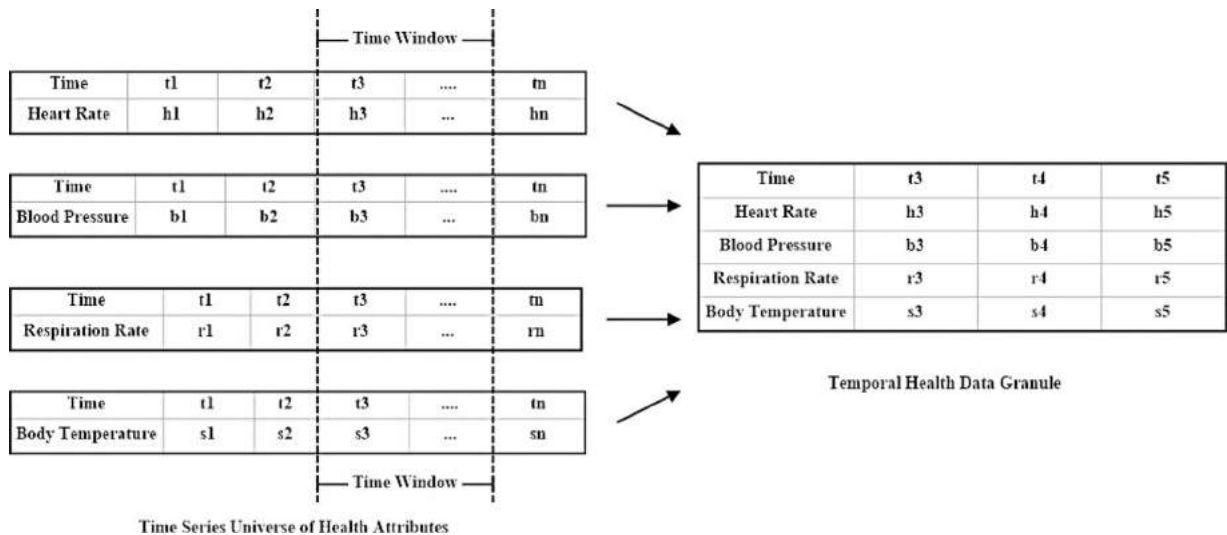 Time Window
Time t1 t2 t3 .... tn
Heart Rate h1 h2 h3 ... hn
Time t1 t2 t3 .... tn
Blood Pressure b1 b2 b3 ... bn
Time t1 t2 t3 .... tn
Respiration Rate r1 r2 r3 ... rn
Time t1 t2 t3 .... tn
Body Temperature s1 s2 s3 ... sn
Time Window
Time Series Universe of Health Attributes
Time t3 t4 t5
Heart Rate h3 h4 h5
Blood Pressure b3 b4 b5
Respiration Rate r3 r4 r5
Body Temperature s3 s4 s5
Temporal Health Data Granule